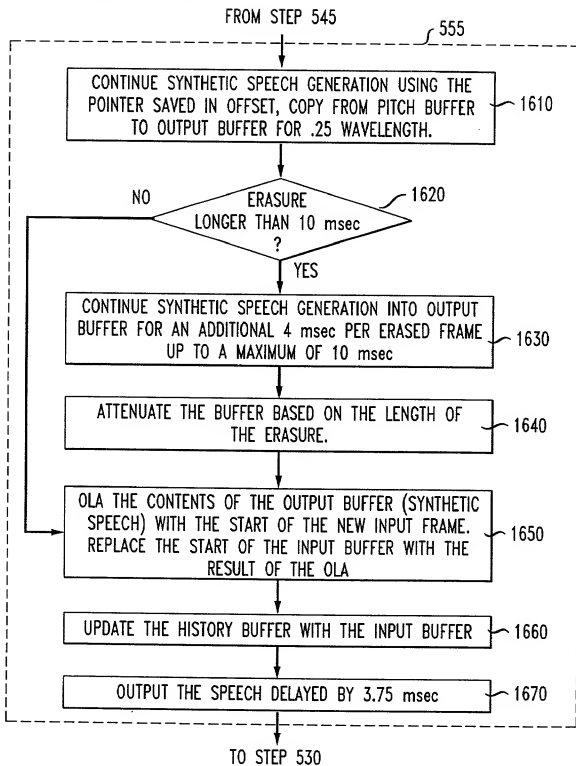 FROM STEP 545
555
CONTINUE SYNTHETIC SPEECH GENERATION USING THE
POINTER SAVED IN OFFSET, COPY FROM PITCH BUFFER
TO OUTPUT BUFFER FOR .25 WAVELENGTH.
1610
NO
ERASURE
LONGER THAN 10 msec
?
1620
YES
CONTINUE SYNTHETIC SPEECH GENERATION INTO OUTPUT
BUFFER FOR AN ADDITIONAL 4 msec PER ERASED FRAME
UP TO A MAXIMUM OF 10 msec
1630
ATTENUATE THE BUFFER BASED ON THE LENGTH OF
THE ERASURE.
1640
OLA THE CONTENTS OF THE OUTPUT BUFFER (SYNTHETIC
SPEECH) WITH THE START OF THE NEW INPUT FRAME.
REPLACE THE START OF THE INPUT BUFFER WITH THE
RESULT OF THE OLA
1650
UPDATE THE HISTORY BUFFER WITH THE INPUT BUFFER
1660
OUTPUT THE SPEECH DELAYED BY 3.75 msec
1670
TO STEP 530